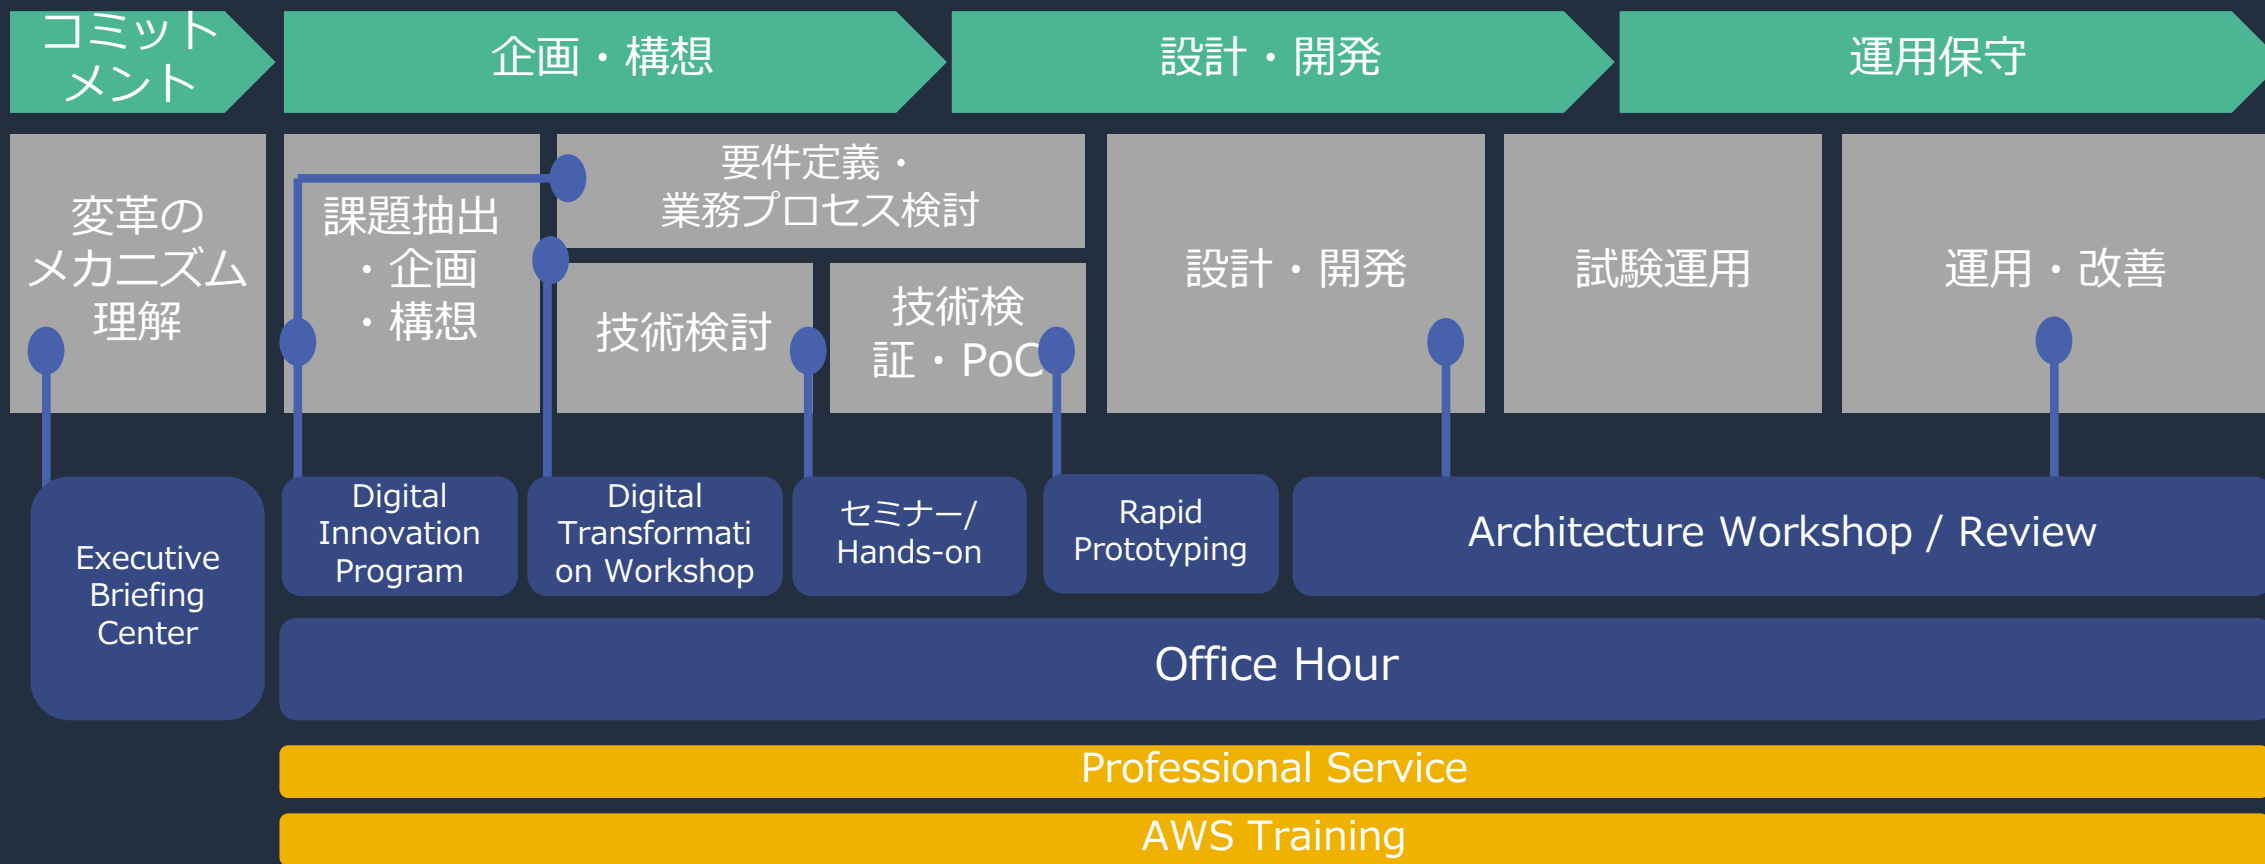 コミット
メント
企画・構想
設計・開発
運用保守
変革の
メカニズム
理解
課題抽出
・企画
・構想
要件定義・
業務プロセス検討
技術検討
技術検
証・PoC
設計・開発
試験運用
運用・改善
Executive
Briefing
Center
Digital
Innovation
Program
Digital
Transformati
on Workshop
セミナー/
Hands-on
Rapid
Prototyping
Architecture Workshop / Review
Office Hour
Professional Service
AWS Training